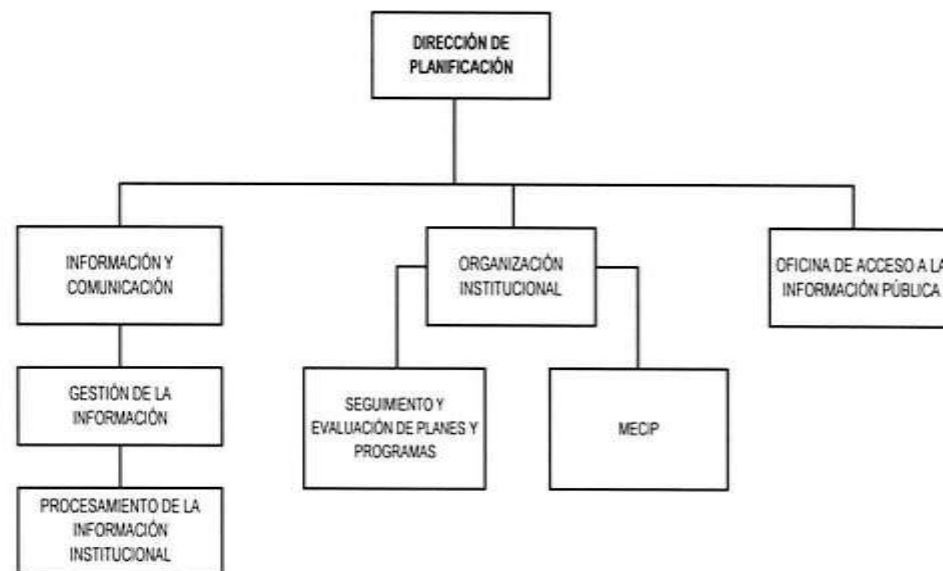 DIRECCIÓN DE
PLANIFICACIÓN
INFORMACIÓN Y
COMUNICACIÓN
ORGANIZACIÓN
INSTITUCIONAL
OFICINA DE ACCESO A LA
INFORMACIÓN PÚBLICA
GESTIÓN DE LA
INFORMACIÓN
SEGUIMIENTO Y
EVALUACIÓN DE PLANES Y
PROGRAMAS
MECIP
PROCESAMIENTO DE LA
INFORMACIÓN
INSTITUCIONAL